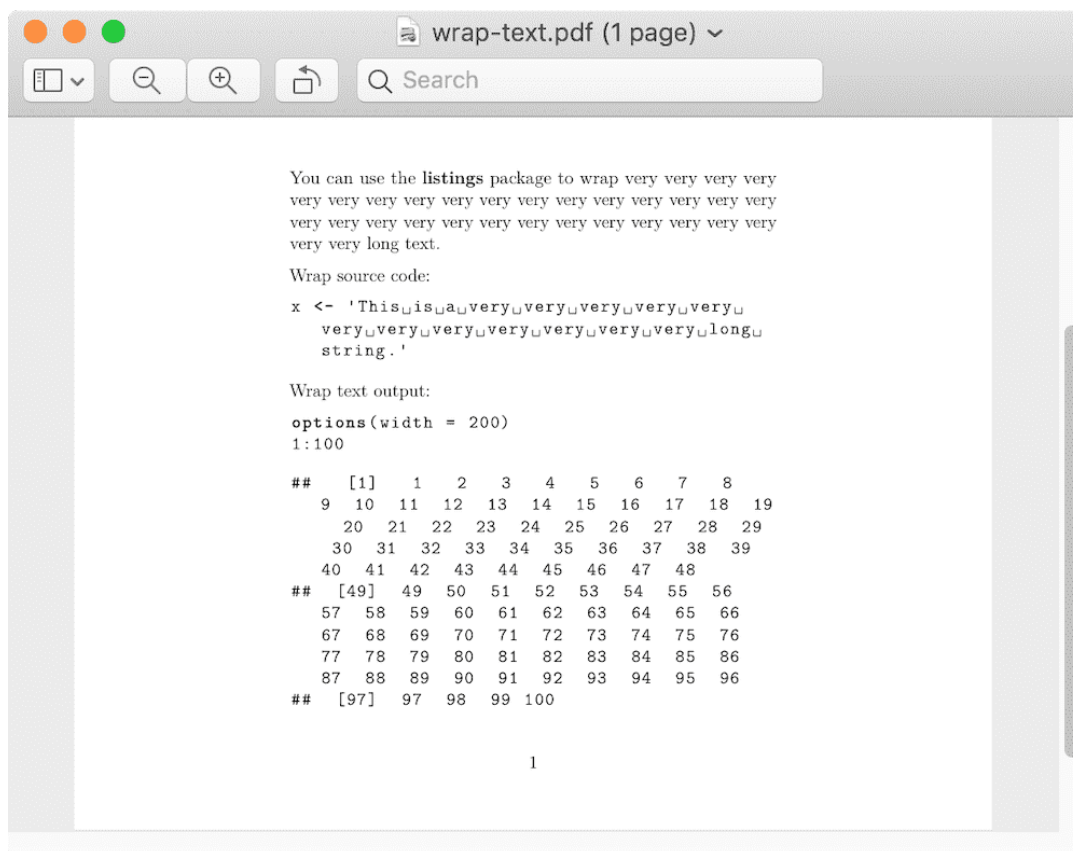 wrap-text.pdf (1 page)
Search
You can use the listings package to wrap very very very very
very very very very very very very very very very very very very
very very very very very very very very very very very very very
very very long text.
Wrap source code:
x <- 'This␣is␣a␣very␣very␣very␣very␣very␣
very␣very␣very␣very␣very␣very␣very␣long␣
string.'
Wrap text output:
options(width = 200)
1:100
## [1] 1 2 3 4 5 6 7 8
9 10 11 12 13 14 15 16 17 18 19
20 21 22 23 24 25 26 27 28 29
30 31 32 33 34 35 36 37 38 39
40 41 42 43 44 45 46 47 48
## [49] 49 50 51 52 53 54 55 56
57 58 59 60 61 62 63 64 65 66
67 68 69 70 71 72 73 74 75 76
77 78 79 80 81 82 83 84 85 86
87 88 89 90 91 92 93 94 95 96
## [97] 97 98 99 100
1